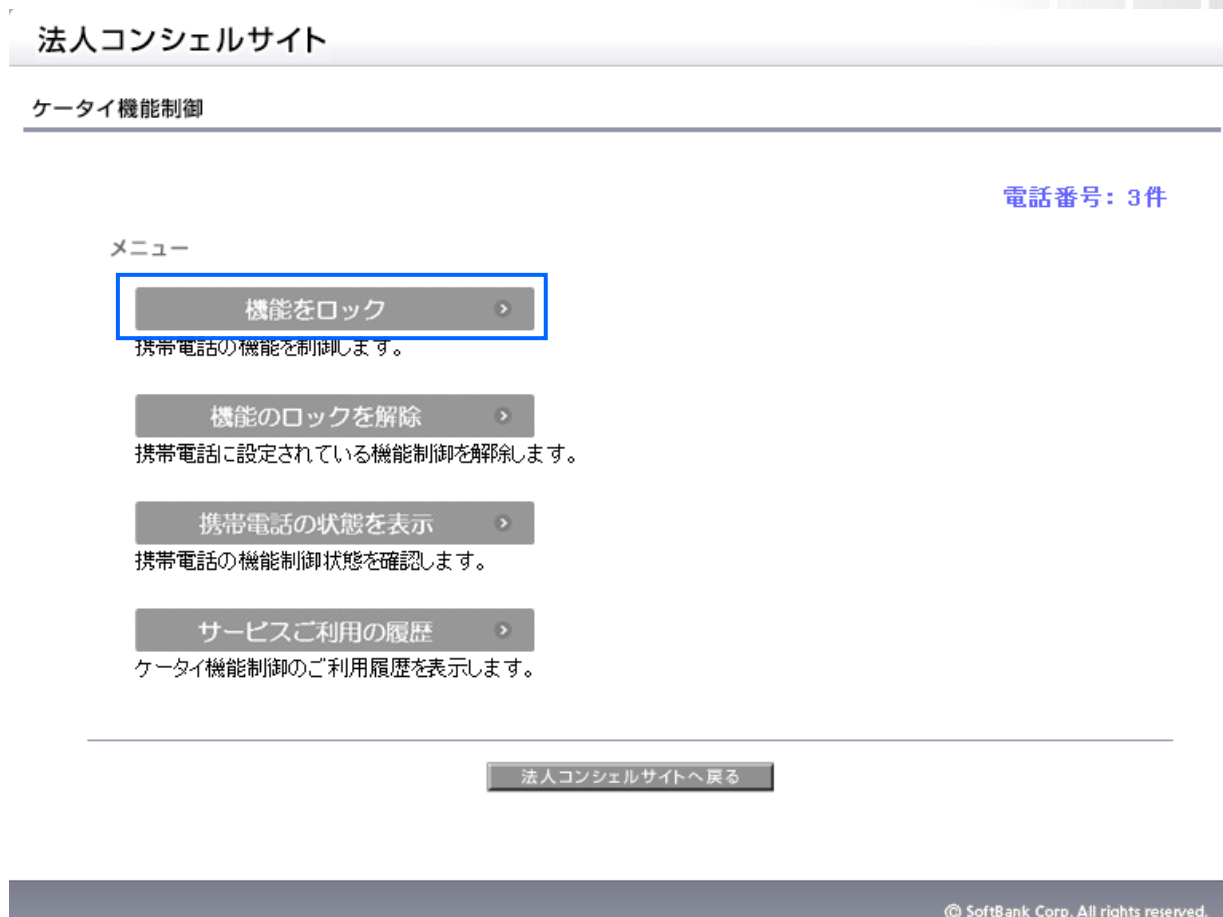 法人コンシェルサイト
ケータイ機能制御
電話番号：3件
メニュー
機能をロック
携帯電話の機能を制御します。
機能のロックを解除
携帯電話に設定されている機能制御を解除します。
携帯電話の状態を表示
携帯電話の機能制御状態を確認します。
サービスご利用の履歴
ケータイ機能制御のご利用履歴を表示します。
法人コンシェルサイトへ戻る
© SoftBank Corp. All rights reserved.